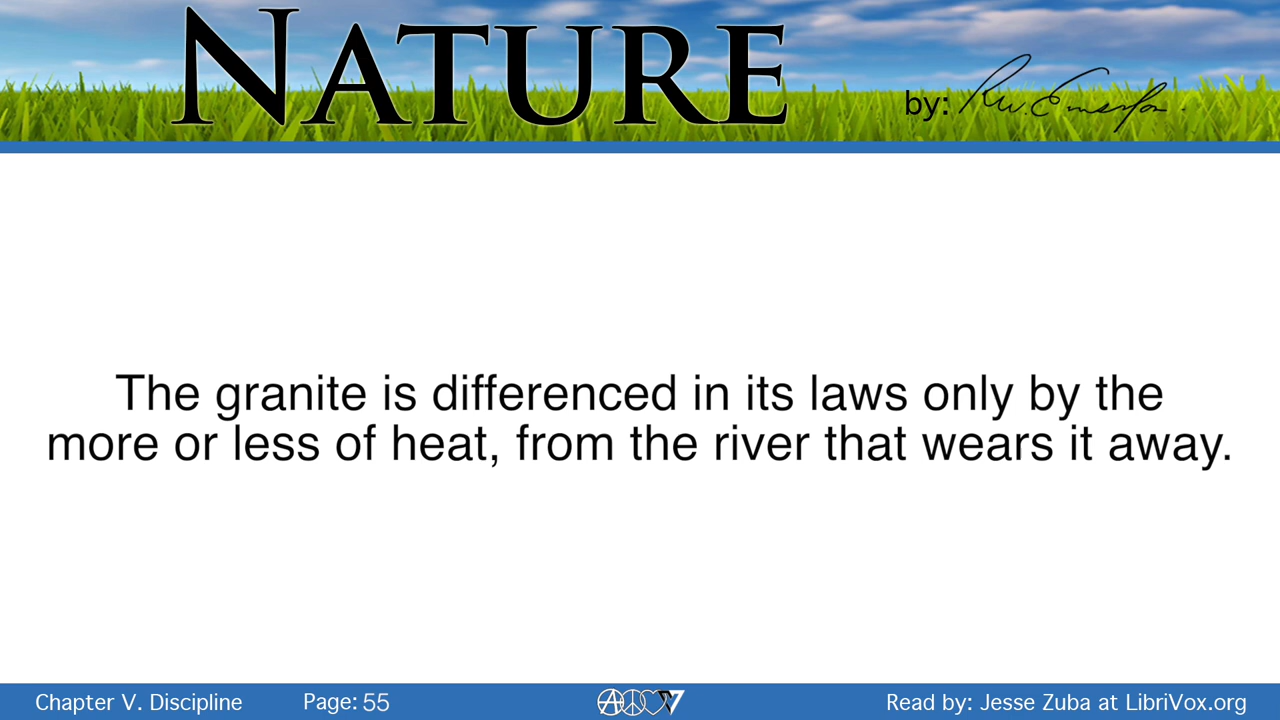 NATURE
by: R.W. Emerson.
The granite is differenced in its laws only by the
more or less of heat, from the river that wears it away.
Chapter V. Discipline Page: 55 Read by: Jesse Zuba at LibriVox.org